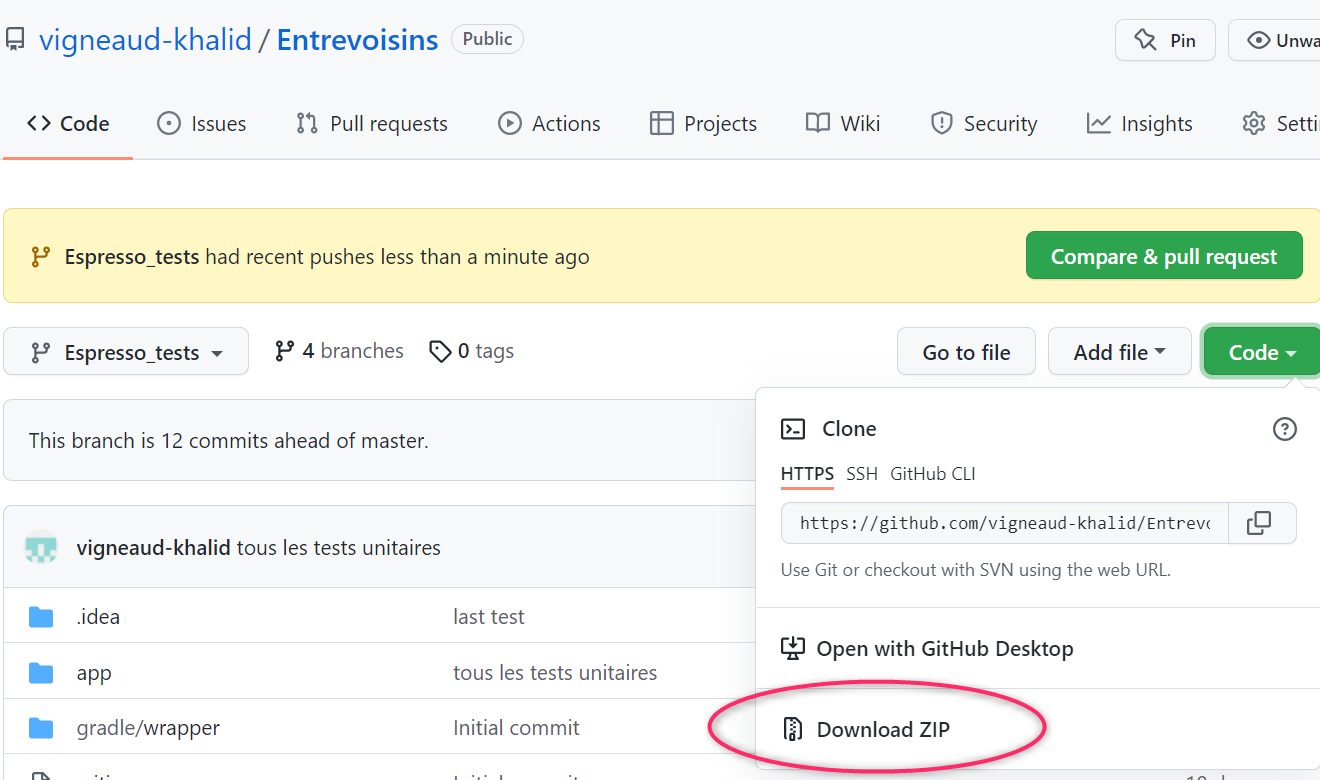 vigneaud-khalid / Entrevoisins Public
Pin
Code Issues Pull requests Actions Projects Wiki Security Insights
Espresso_tests had recent pushes less than a minute ago
Compare & pull request
Espresso_tests 4 branches 0 tags
Go to file Add file Code
This branch is 12 commits ahead of master.
Clone
HTTPS SSH GitHub CLI
https://github.com/vigneaud-khalid/Entrevo
Use Git or checkout with SVN using the web URL.
Open with GitHub Desktop
Download ZIP
vigneaud-khalid tous les tests unitaires
.idea last test
app tous les tests unitaires
gradle/wrapper Initial commit